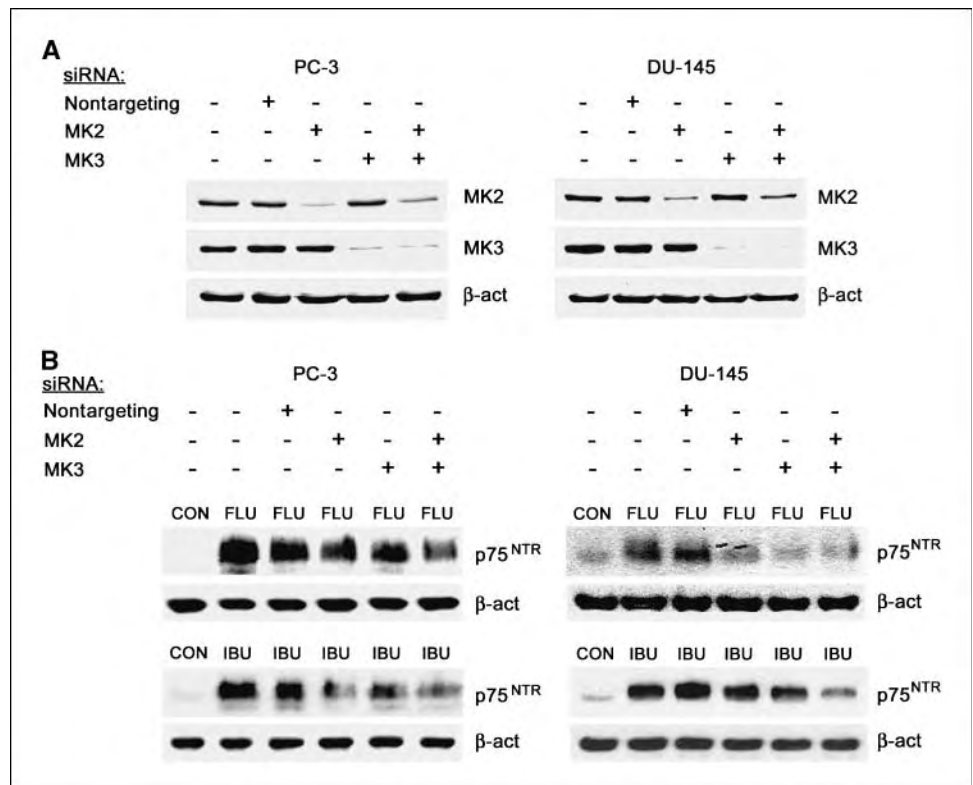 A
siRNA:
PC-3
DU-145
Nontargeting - + - - - - + - - -
MK2 - - + - + - - + - +
MK3 - - - + + - - - + +
MK2 MK2
MK3 MK3
β-act β-act
B
siRNA:
PC-3
DU-145
Nontargeting - - + - - - - - + - - -
MK2 - - - + - + - - - + - +
MK3 - - - - + + - - - - + +
CON FLU FLU FLU FLU FLU CON FLU FLU FLU FLU FLU
p75NTR p75NTR
β-act β-act
CON IBU IBU IBU IBU IBU CON IBU IBU IBU IBU IBU
p75NTR p75NTR
β-act β-act